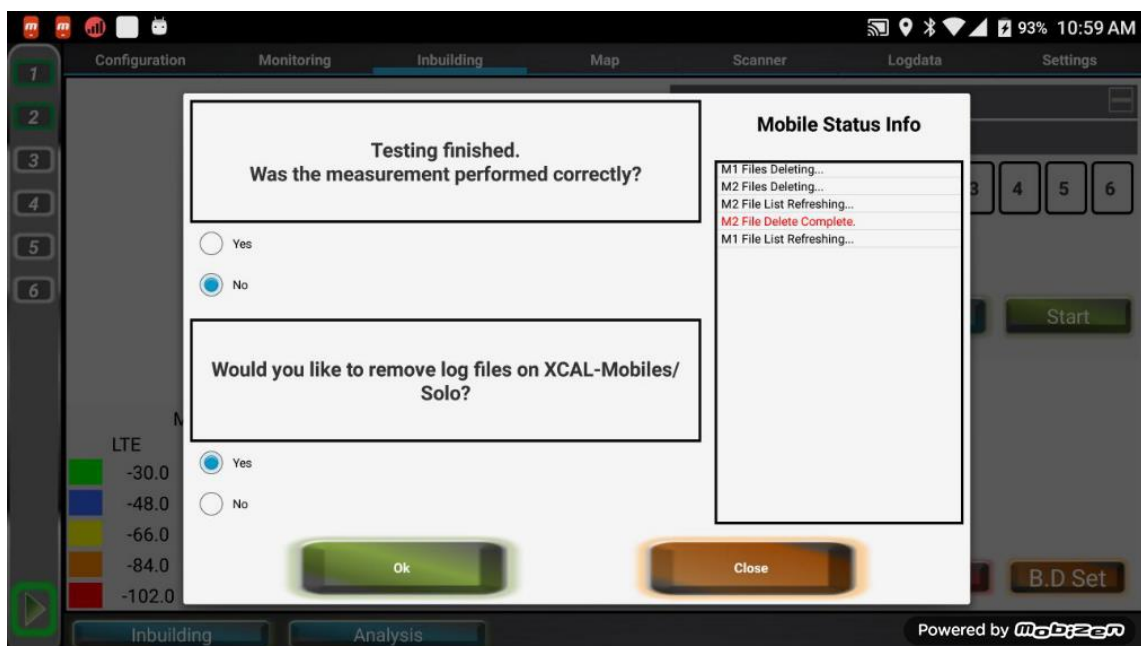 93% 10:59 AM
Configuration Monitoring Inbuilding Map Scanner Logdata Settings
1
2
3
4
5
6
Testing finished.
Was the measurement performed correctly?
Yes
No
Would you like to remove log files on XCAL-Mobiles/
Solo?
Yes
No
Ok
Close
Mobile Status Info
M1 Files Deleting...
M2 Files Deleting...
M2 File List Refreshing...
M2 File Delete Complete.
M1 File List Refreshing...
3 4 5 6
Start
LTE
-30.0
-48.0
-66.0
-84.0
-102.0
B.D Set
Inbuilding Analysis
Powered by Mobizen